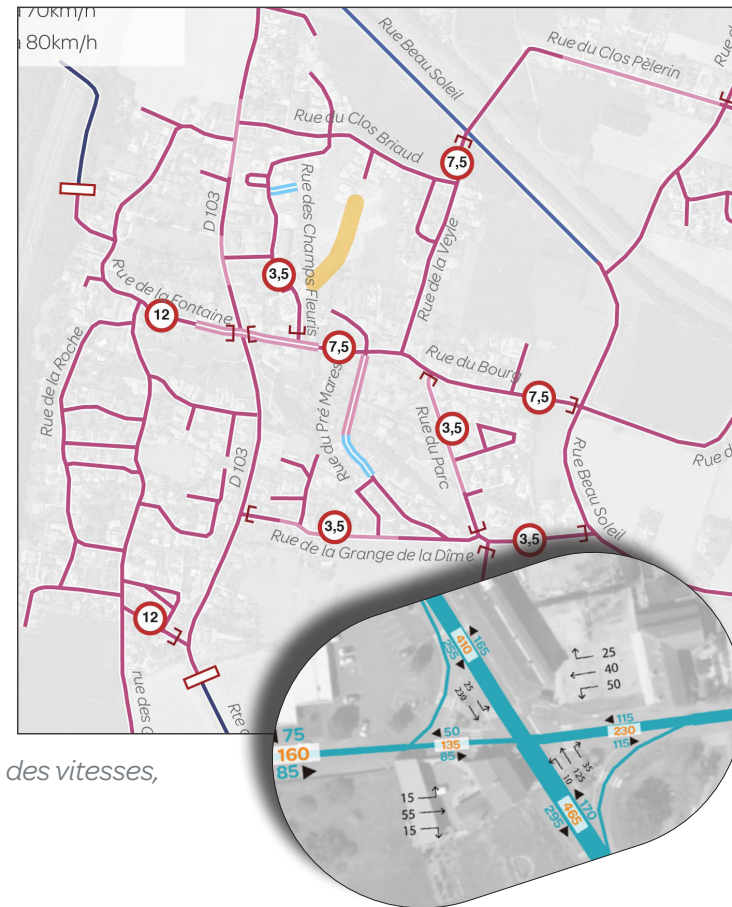 à 70km/h
à 80km/h
Rue Beau Soleil
Rue du Clos Pèlerin
Rue d
Rue du Clos Briaud
7,5
D 103
Rue des Champs Fleuris
Rue de la Veyle
3,5
Rue de la Fontaine
12
7,5
Rue de la Roche
Rue du Pré Mares
Rue du Bourg
7,5
Rue du Parc
3,5
D 103
Rue Beau Soleil
Rue d
3,5
Rue de la Grange de la Dîme
3,5
12
rue des G
Rte d
des vitesses,
410
165
255
25
230
25
40
50
75
160
85
50
135
85
115
230
115
10
125
35
15
55
15
170
465
295